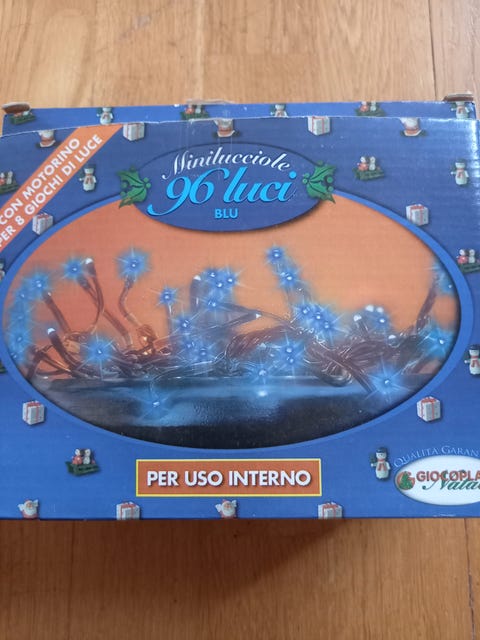 CON MOTORINO
PER 8 GIOCHI DI LUCE
Minilucciole
96 luci
BLU
PER USO INTERNO
QUALITÀ GARAN
GIOCOPLA
Natal